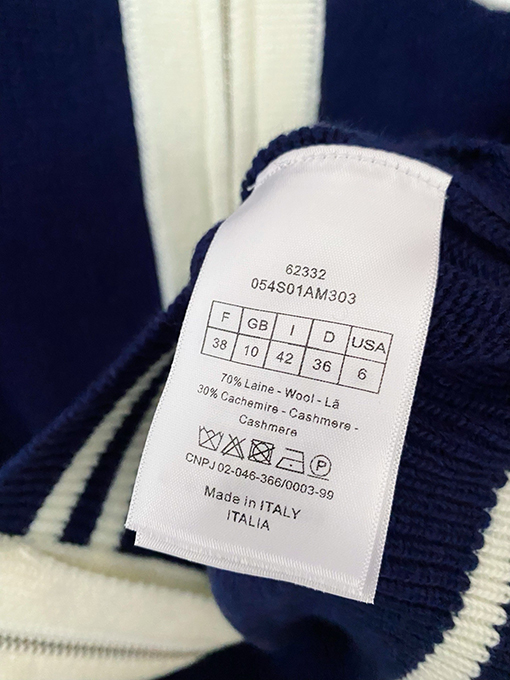 62332
054S01AM303
F GB I D USA
38 10 42 36 6
70% Laine - Wool - Lã
30% Cachemire - Cashmere -
Cashmere
P
CNPJ 02-046-366/0003-99
Made in ITALY
ITALIA